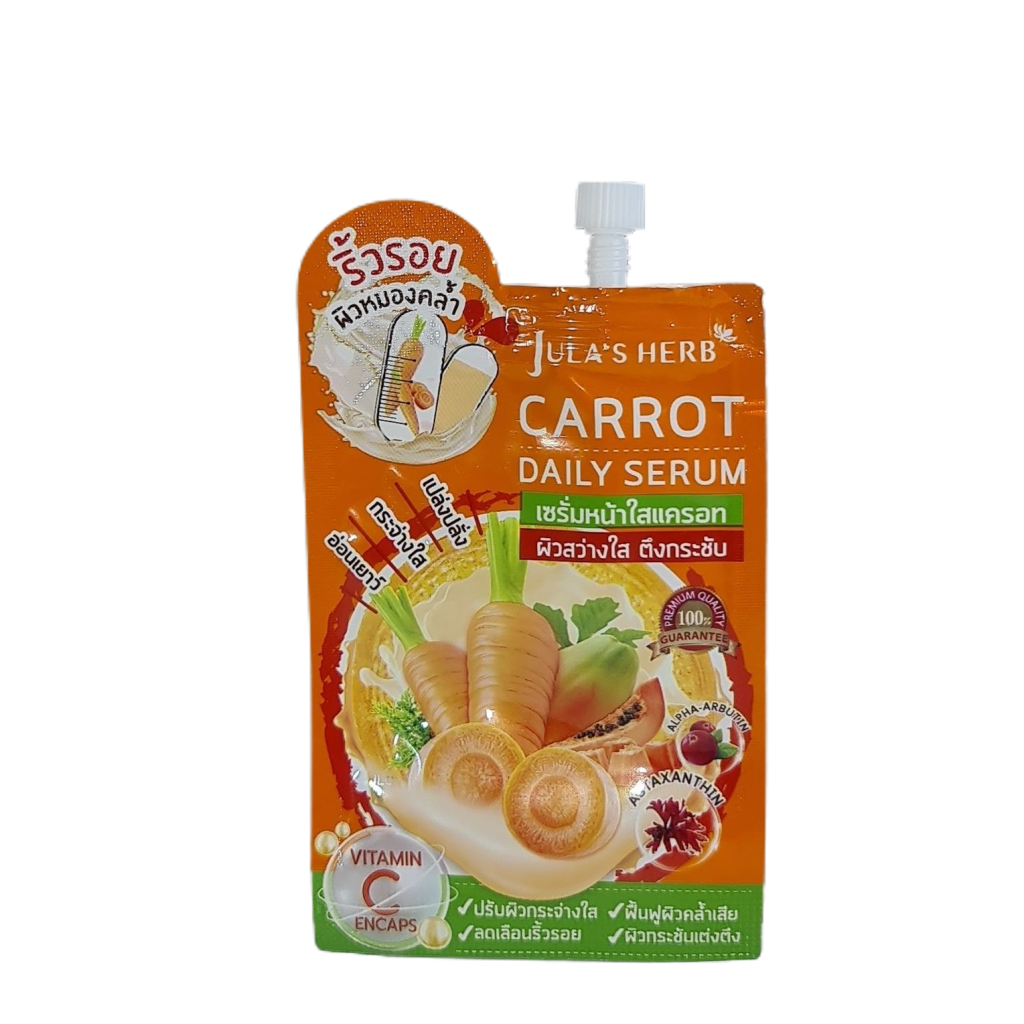 ริ้วรอย
ผิวหมองคล้ำ
JULA'S HERB
CARROT
DAILY SERUM
เซรั่มหน้าใสแครอท
ผิวสว่างใส ตึงกระชับ
เปล่งปลั่ง
กระจ่างใส
อ่อนเยาว์
PREMIUM QUALITY
100%
GUARANTEE
ALPHA-ARBUTIN
ASTAXANTHIN
VITAMIN
C
ENCAPS
✓ปรับผิวกระจ่างใส ✓ฟื้นฟูผิวคล้ำเสีย
✓ลดเลือนริ้วรอย ✓ผิวกระชับเต่งตึง